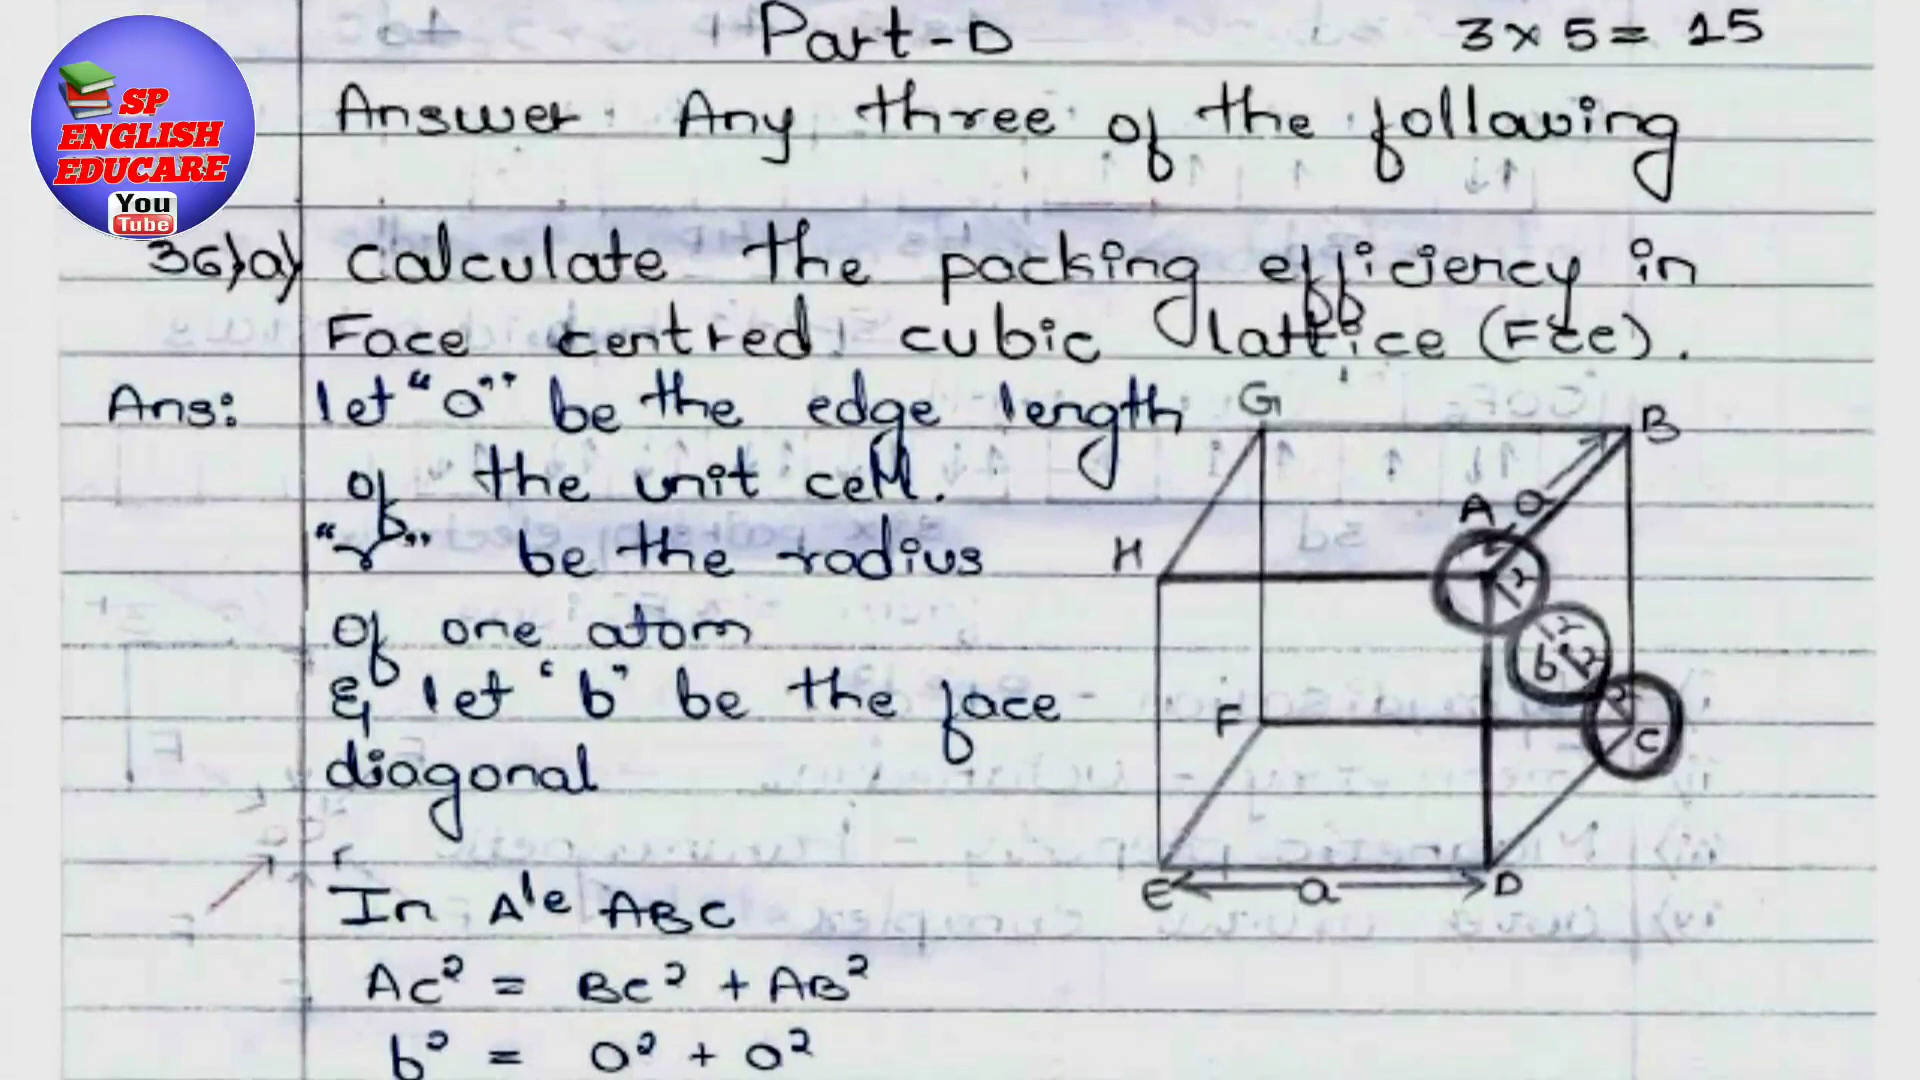 SP
ENGLISH
EDUCARE
You
Tube
Part-D 3 x 5 = 15
Answer Any three of the following
36)a) Calculate the packing efficiency in
Face centred cubic lattice (Fcc).
Ans: let "a" be the edge length
of the unit cell.
"r" be the radius
of one atom
& let "b" be the face
diagonal
In Δle ABC
AC² = BC² + AB²
b² = a² + a²
G
B
A
a
H
r
r
b
r
r
F
C
E
a
D